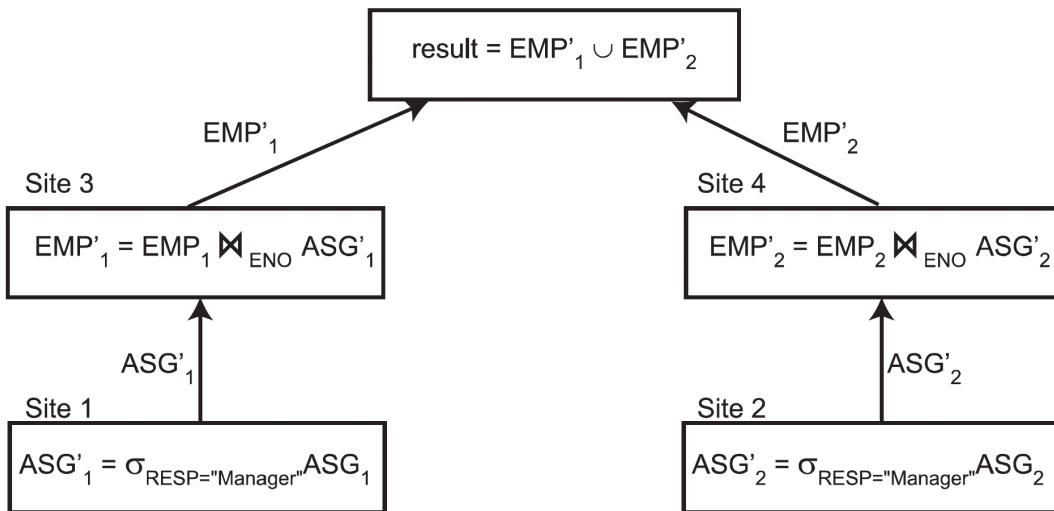 result = EMP’₁ ∪ EMP’₂
EMP’₁
EMP’₂
Site 3
Site 4
EMP’₁ = EMP₁ ⋈ ENO ASG’₁
EMP’₂ = EMP₂ ⋈ ENO ASG’₂
ASG’₁
ASG’₂
Site 1
Site 2
ASG’₁ = σ RESP="Manager" ASG₁
ASG’₂ = σ RESP="Manager" ASG₂